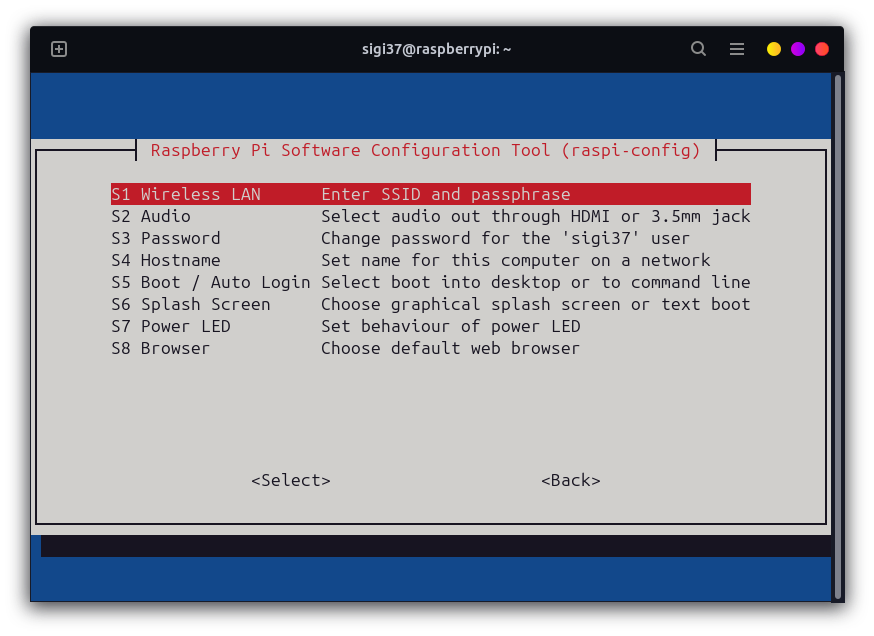 sigi37@raspberrypi: ~
Raspberry Pi Software Configuration Tool (raspi-config)
S1 Wireless LAN Enter SSID and passphrase
S2 Audio Select audio out through HDMI or 3.5mm jack
S3 Password Change password for the 'sigi37' user
S4 Hostname Set name for this computer on a network
S5 Boot / Auto Login Select boot into desktop or to command line
S6 Splash Screen Choose graphical splash screen or text boot
S7 Power LED Set behaviour of power LED
S8 Browser Choose default web browser
<Select> <Back>